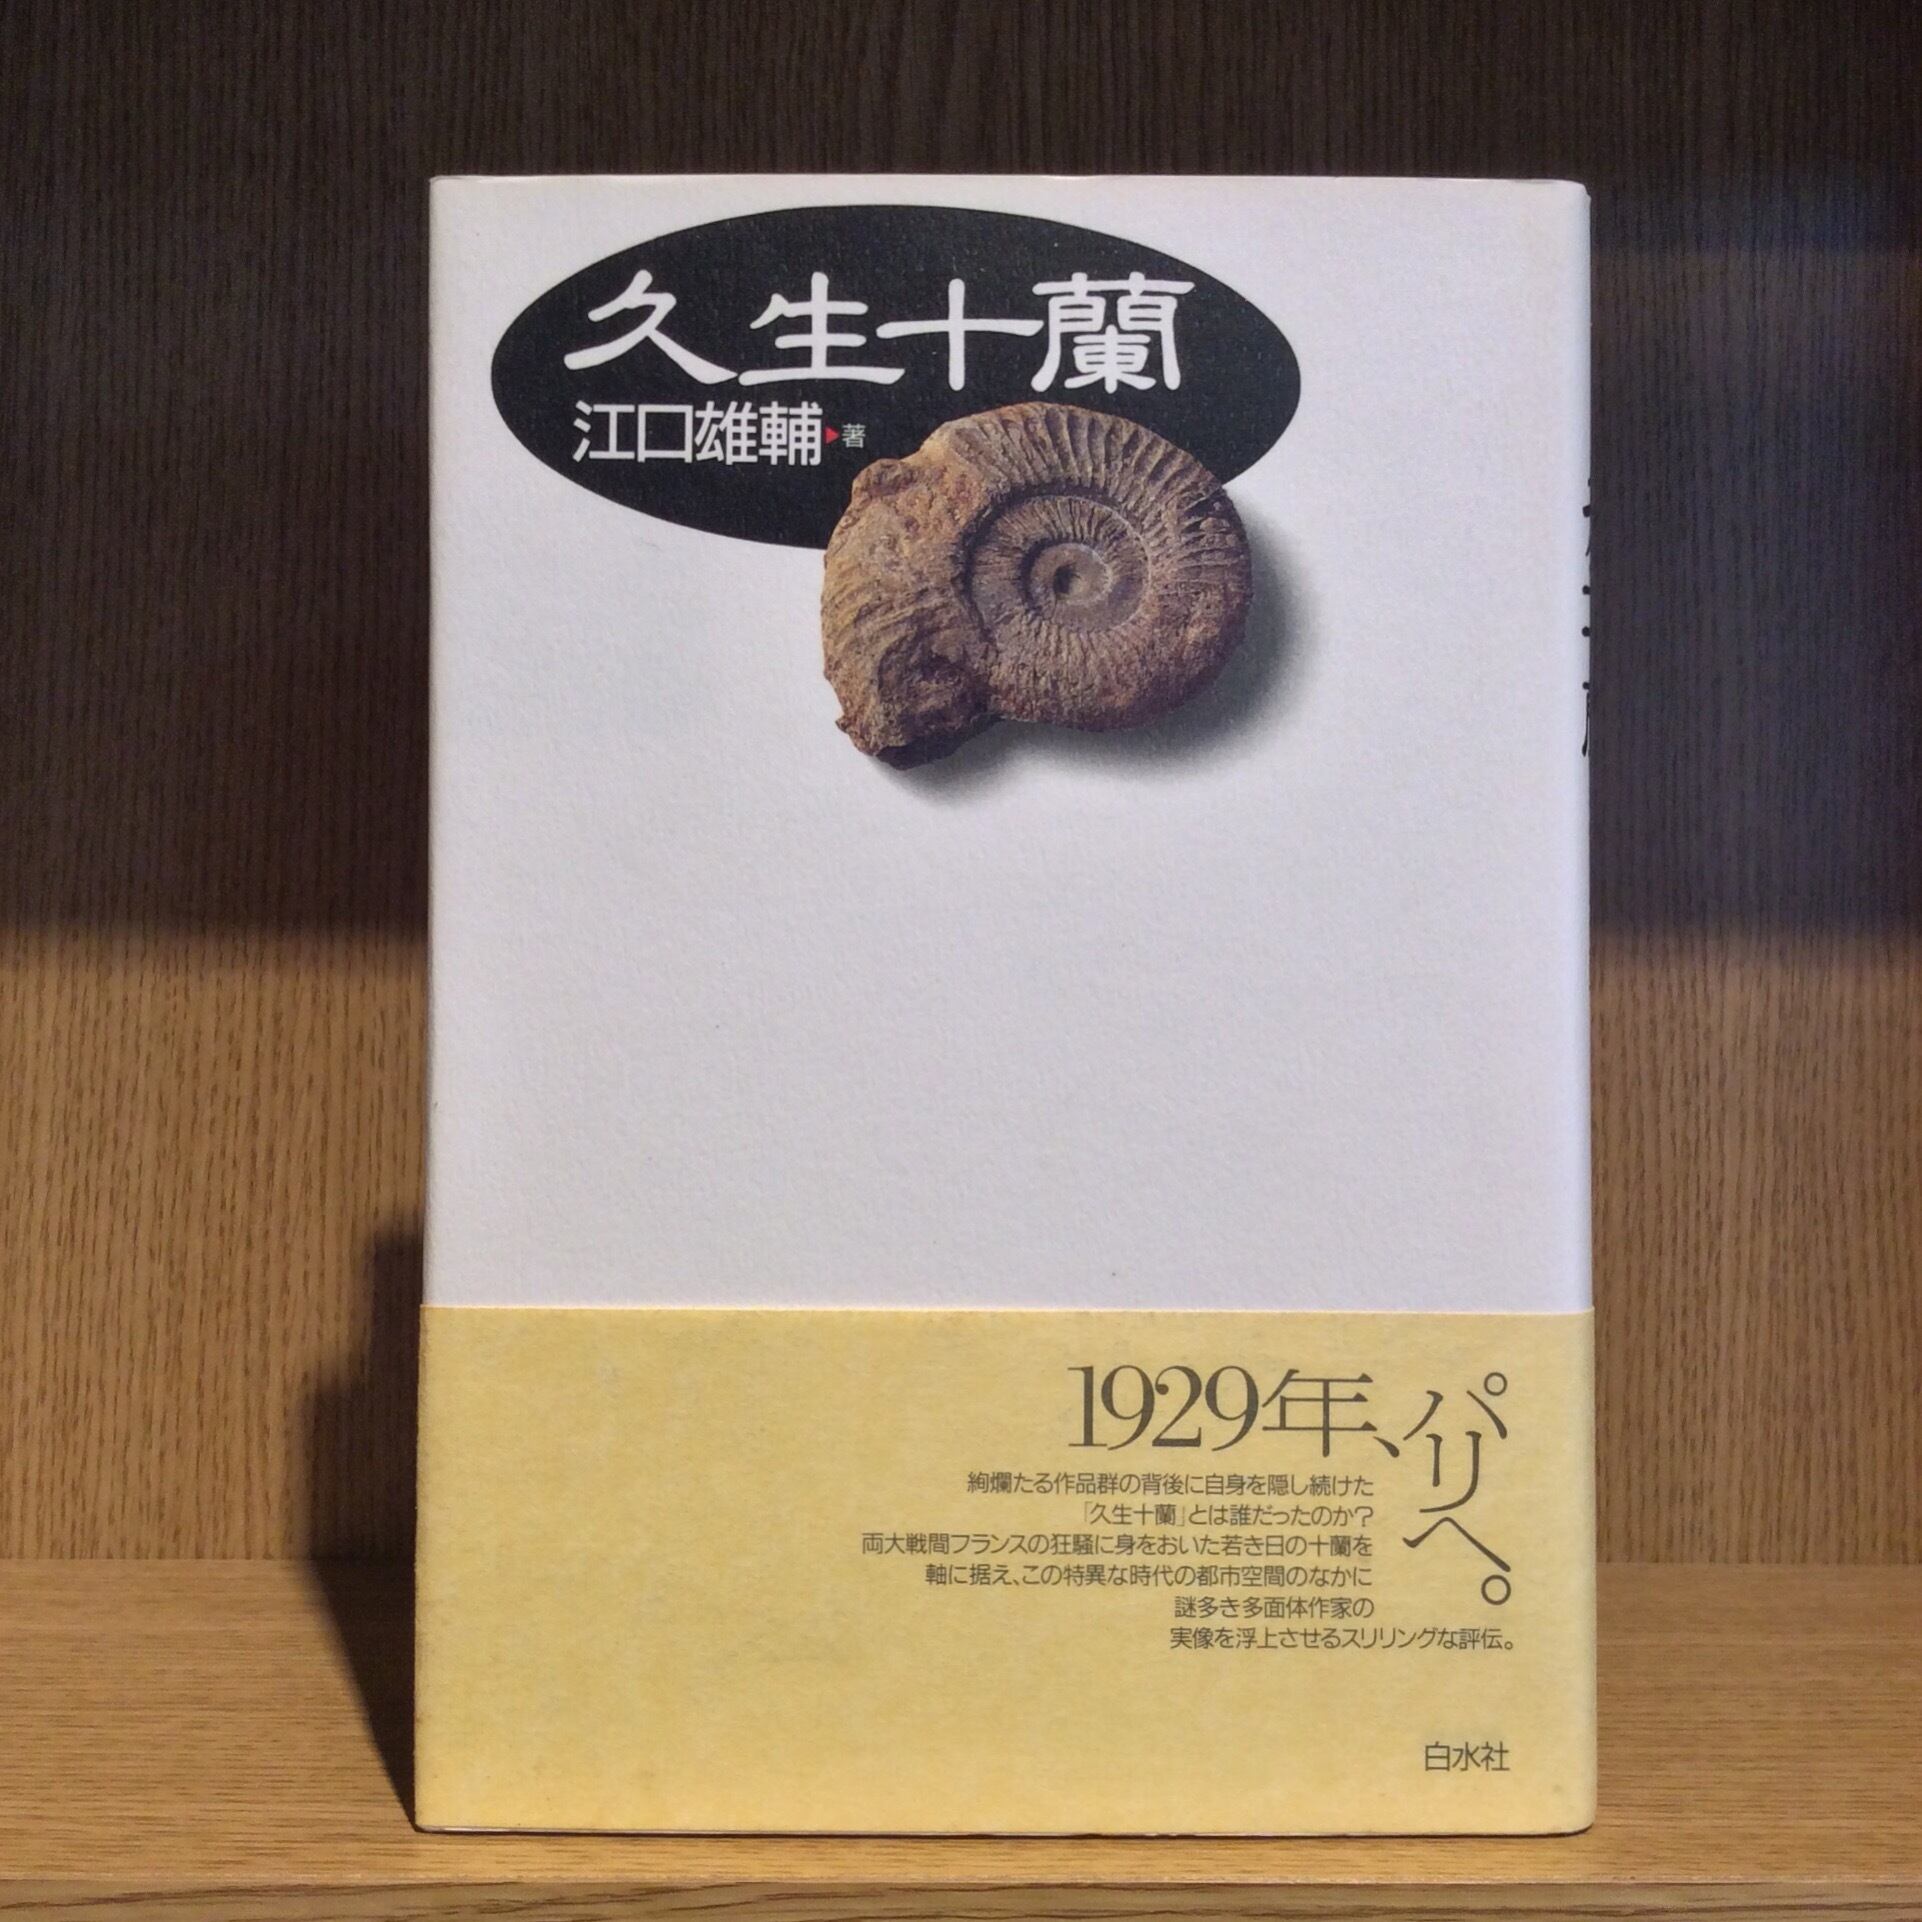 久生十蘭
江口雄輔▶著
1929年、パリへ。
絢爛たる作品群の背後に自身を隠し続けた
「久生十蘭」とは誰だったのか?
両大戦間フランスの狂騒に身をおいた若き日の十蘭を
軸に据え、この特異な時代の都市空間のなかに
謎多き多面体作家の
実像を浮上させるスリリングな評伝。
白水社